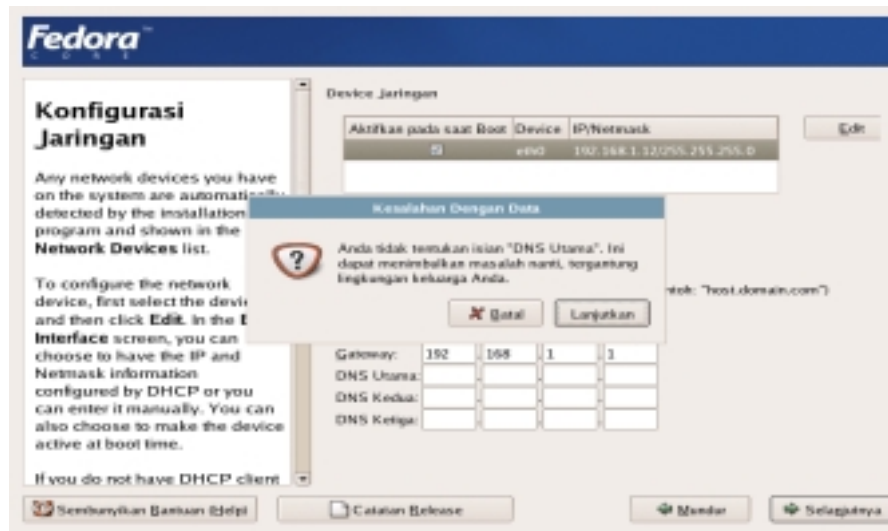 Fedora
CORE
Konfigurasi
Jaringan
Any network devices you have
on the system are automatically
detected by the installation
program and shown in the
Network Devices list.
To configure the network
device, first select the devi
and then click Edit. In the E
Interface screen, you can
choose to have the IP and
Netmask information
configured by DHCP or you
can enter it manually. You can
also choose to make the device
active at boot time.
If you do not have DHCP client
Device Jaringan
Aktifkan pada saat Boot Device IP/Netmask
eth0 192.168.1.12/255.255.255.0
Edit
Kesalahan Dengan Data
Anda tidak temukan isian "DNS Utama". Ini
dapat menimbulkan masalah nanti, tergantung
lingkungan keluarga Anda.
Batal Lanjutkan
ntoh: "host.domain.com")
Gateway: 192 . 168 . 1 . 1
DNS Utama:
DNS Kedua:
DNS Ketiga:
Sembunyikan Bantuan (Help) Catatan Release Mundur Selanjutnya